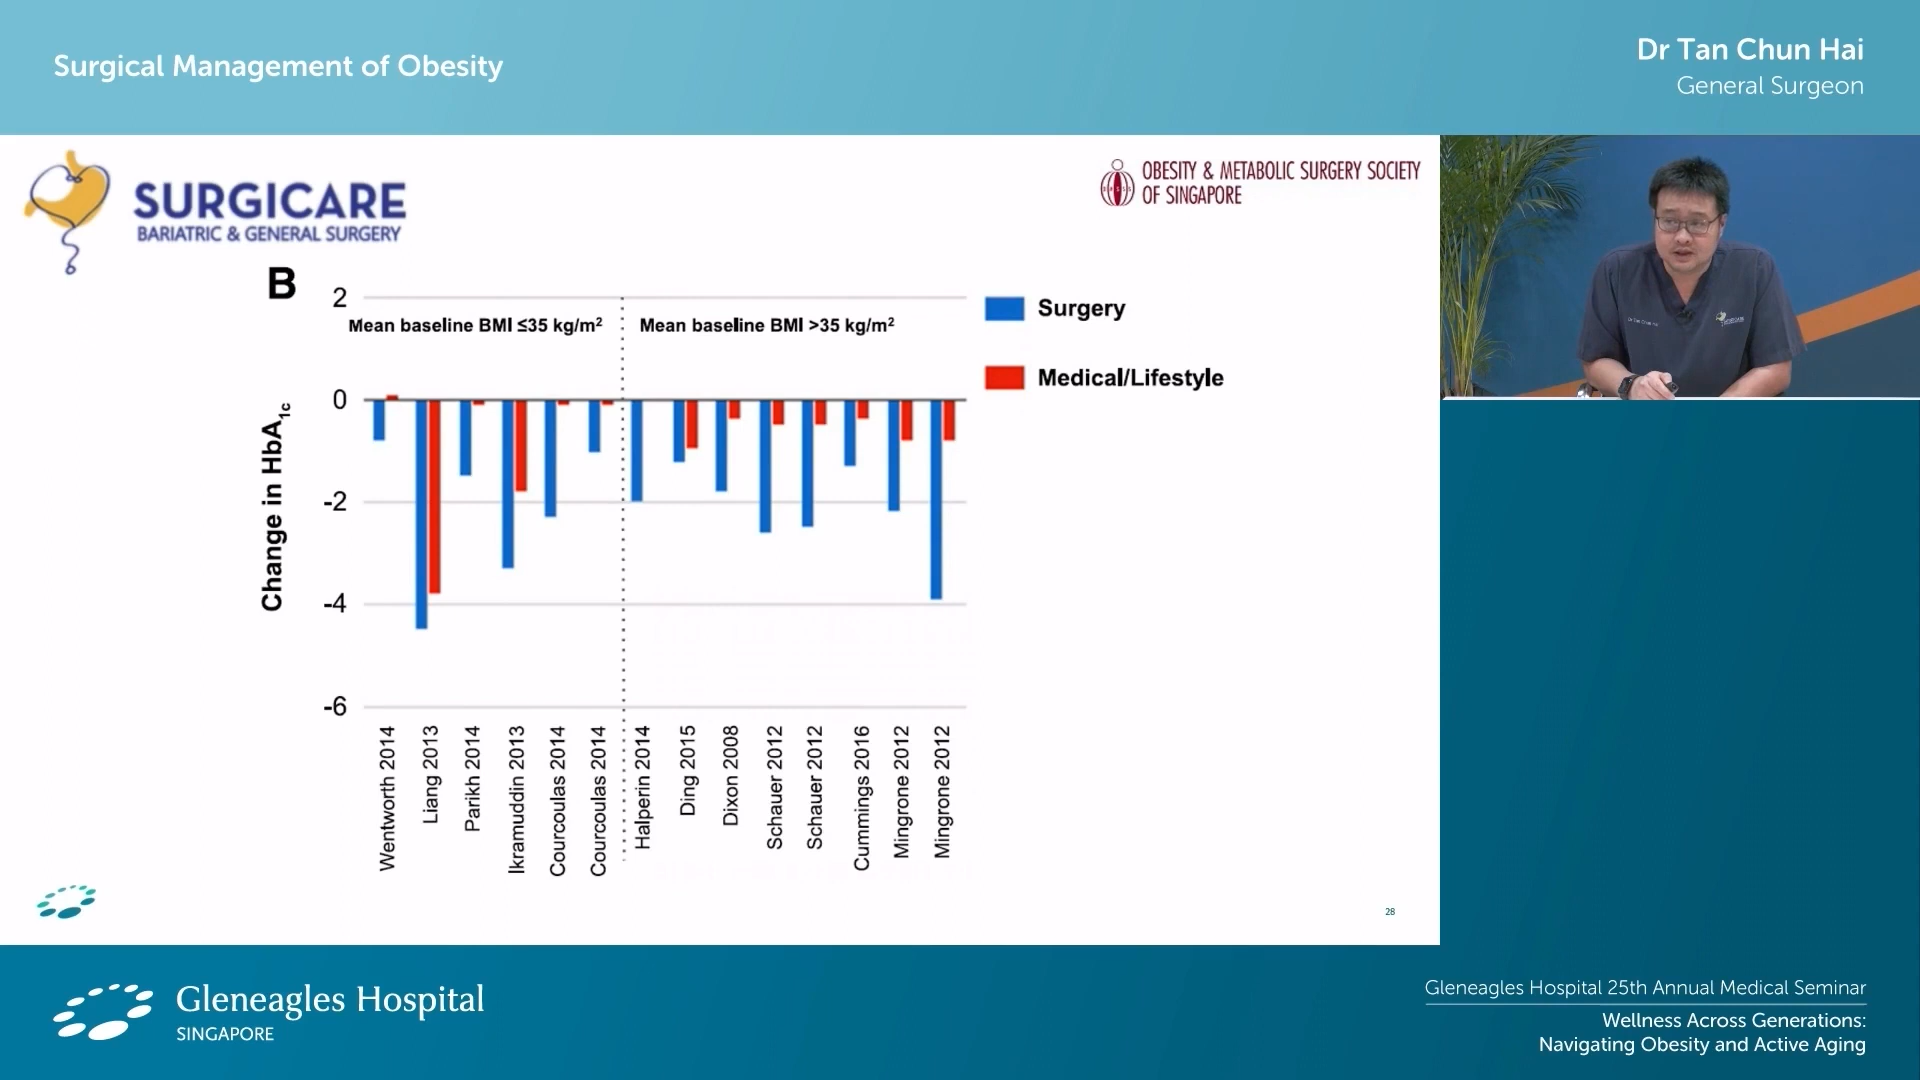 Surgical Management of Obesity
Dr Tan Chun Hai
General Surgeon
SURGICARE
BARIATRIC & GENERAL SURGERY
OBESITY & METABOLIC SURGERY SOCIETY
OF SINGAPORE
B
Mean baseline BMI ≤35 kg/m²
Mean baseline BMI >35 kg/m²
Surgery
Medical/Lifestyle
Change in HbA1c
2
0
-2
-4
-6
Wentworth 2014
Liang 2013
Parikh 2014
Ikramuddin 2013
Courcoulas 2014
Courcoulas 2014
Halperin 2014
Ding 2015
Dixon 2008
Schauer 2012
Schauer 2012
Cummings 2016
Mingrone 2012
Mingrone 2012
28
Gleneagles Hospital
SINGAPORE
Gleneagles Hospital 25th Annual Medical Seminar
Wellness Across Generations:
Navigating Obesity and Active Aging